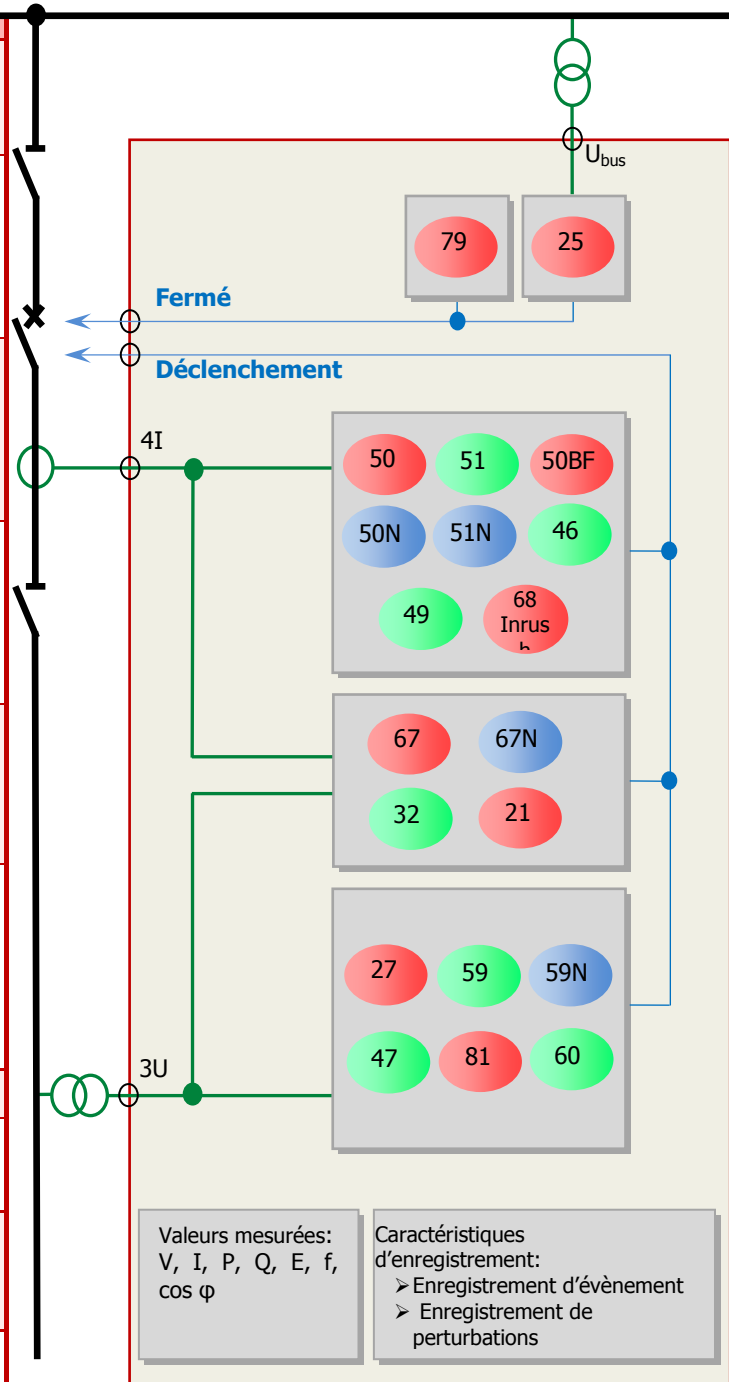 U bus
79
25
Fermé
Déclenchement
4I
50
51
50BF
50N
51N
46
49
68
Inrus
h
67
67N
32
21
27
59
59N
47
81
60
3U
Valeurs mesurées:
V, I, P, Q, E, f,
cos φ
Caractéristiques
d'enregistrement:
➢ Enregistrement d'évènement
➢ Enregistrement de
perturbations